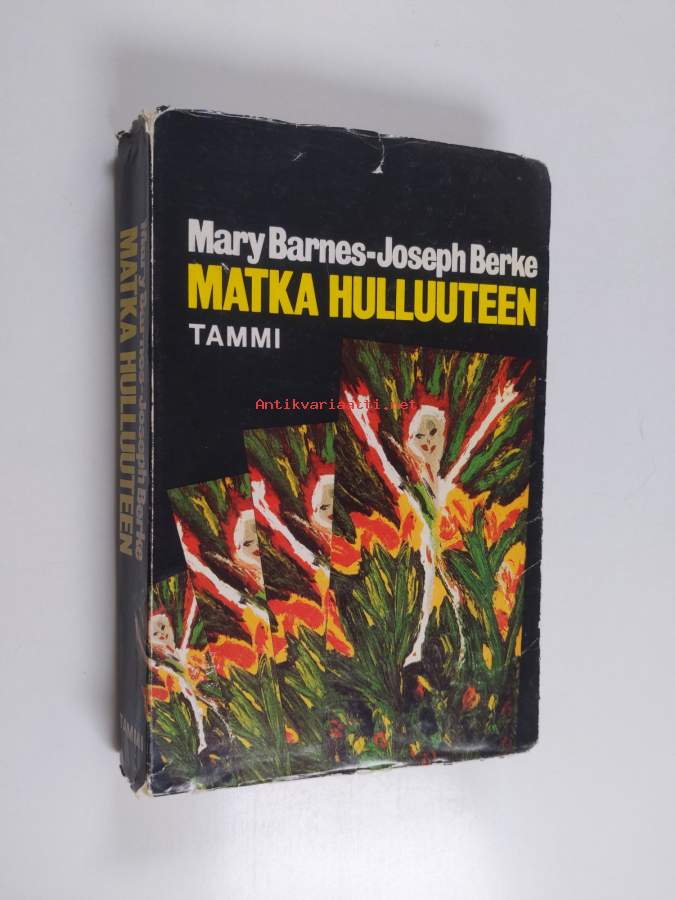 Mary Barnes-Joseph Berke
MATKA HULLUUTEEN
TAMMI
Antikvariaatti.net
Mary Barnes-Joseph Berke
MATKA HULLUUTEEN
TAMMI